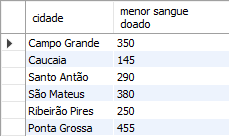 cidade menor sangue
doado
Campo Grande 350
Caucaia 145
Santo Antão 290
São Mateus 380
Ribeirão Pires 250
Ponta Grossa 455